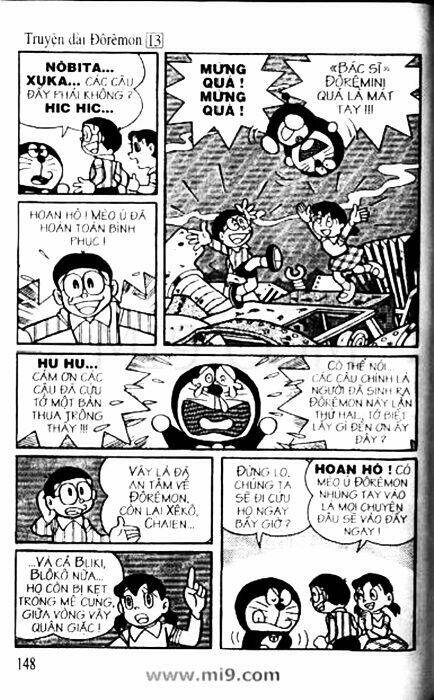 Truyện dài Đôrêmon 13
NÔBITA...
XUKA... CÁC CẬU
ĐẤY PHẢI KHÔNG?
HIC HIC...
MỪNG
QUÁ!
MỪNG
QUÁ!
«BÁC SĨ»
ĐÔRÊMINI
QUẢ LÀ MÁT
TAY!!!
HOAN HÔ! MÈO Ú ĐÃ
HOÀN TOÀN BÌNH
PHỤC!
HU HU...
CẢM ƠN CÁC
CẬU ĐÃ CỨU
TỚ MỘT BÀN
THUA TRÔNG
THẤY!!!
CÓ THỂ NÓI...
CÁC CẬU CHÍNH LÀ
NGƯỜI ĐÃ SINH RA
ĐÔRÊMON NÀY LẦN
THỨ HAI... TỚ BIẾT
LẤY GÌ ĐỀN ƠN ẤY
ĐÂY?
VẬY LÀ ĐÃ
AN TÂM VỀ
ĐÔRÊMON,
CÒN LẠI XÊKÔ,
CHAIEN...
ĐỪNG LO,
CHÚNG TA
SẼ ĐI CỨU
HỌ NGAY
BÂY GIỜ!
HOAN HÔ! CÓ
MÈO Ú ĐÔRÊMON
NHÚNG TAY VÀO
LÀ MỌI CHUYỆN
ĐÂU SẼ VÀO ĐẤY
NGAY!
...VÀ CẢ BLIKI,
BLÔKÔ NỮA...
HỌ CÒN BỊ KẸT
TRONG MÊ CUNG,
GIỮA VÒNG VÂY
QUÂN GIẶC!
148
www.mi9.com